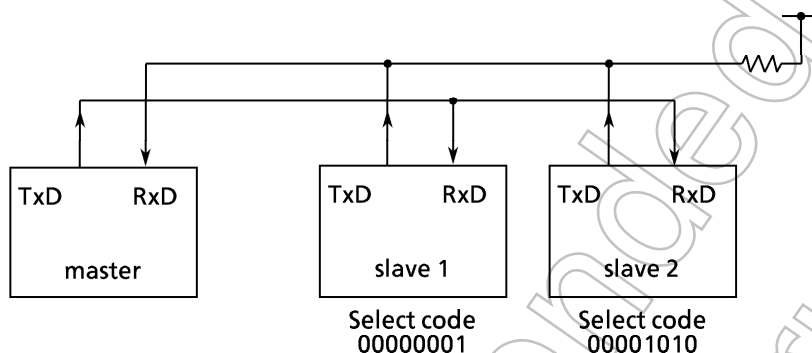 TxD RxD TxD RxD TxD RxD
master slave 1 slave 2
Select code Select code
00000001 00001010